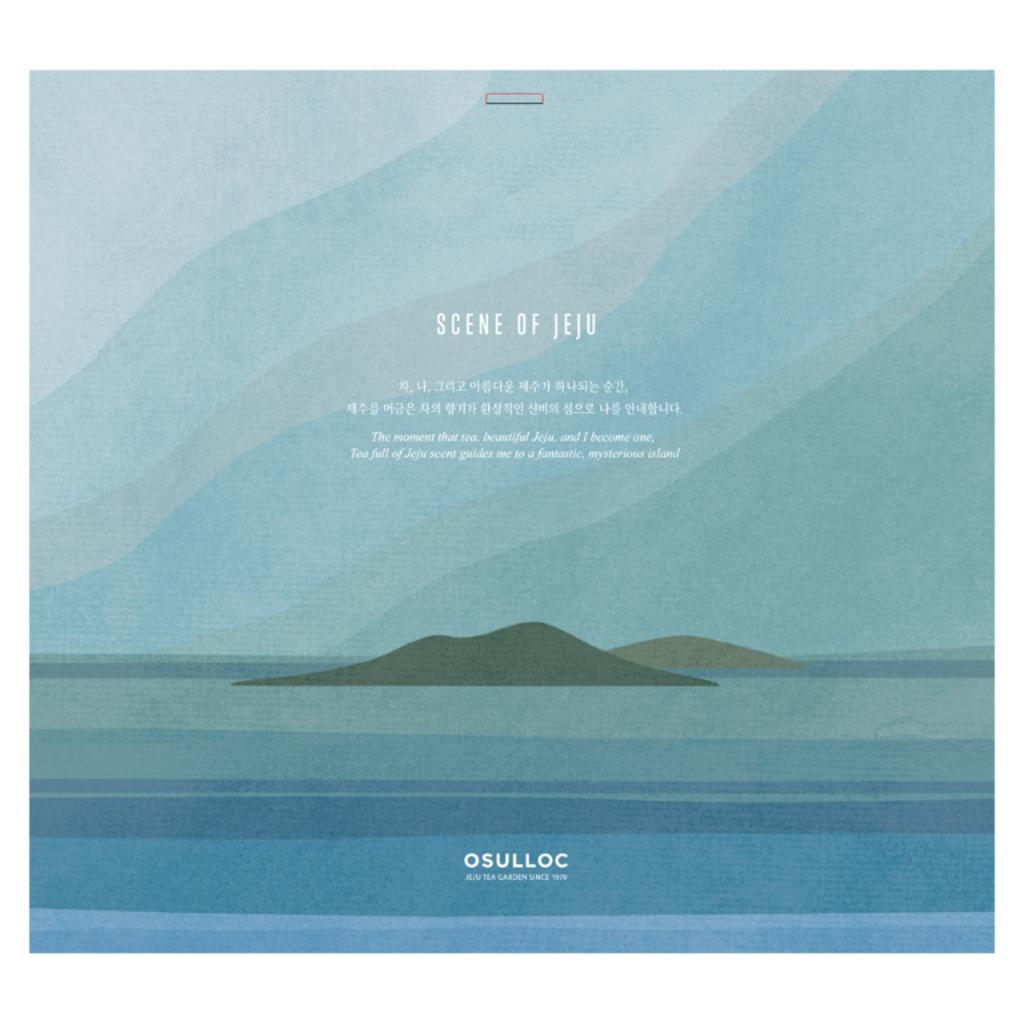 SCENE OF JEJU
차, 나, 그리고 아름다운 제주가 하나되는 순간,
제주를 머금은 차의 향기가 환상적인 신비의 섬으로 나를 안내합니다.
The moment that tea, beautiful Jeju, and I become one,
Tea full of Jeju scent guides me to a fantastic, mysterious island
OSULLOC
JEJU TEA GARDEN SINCE 1979